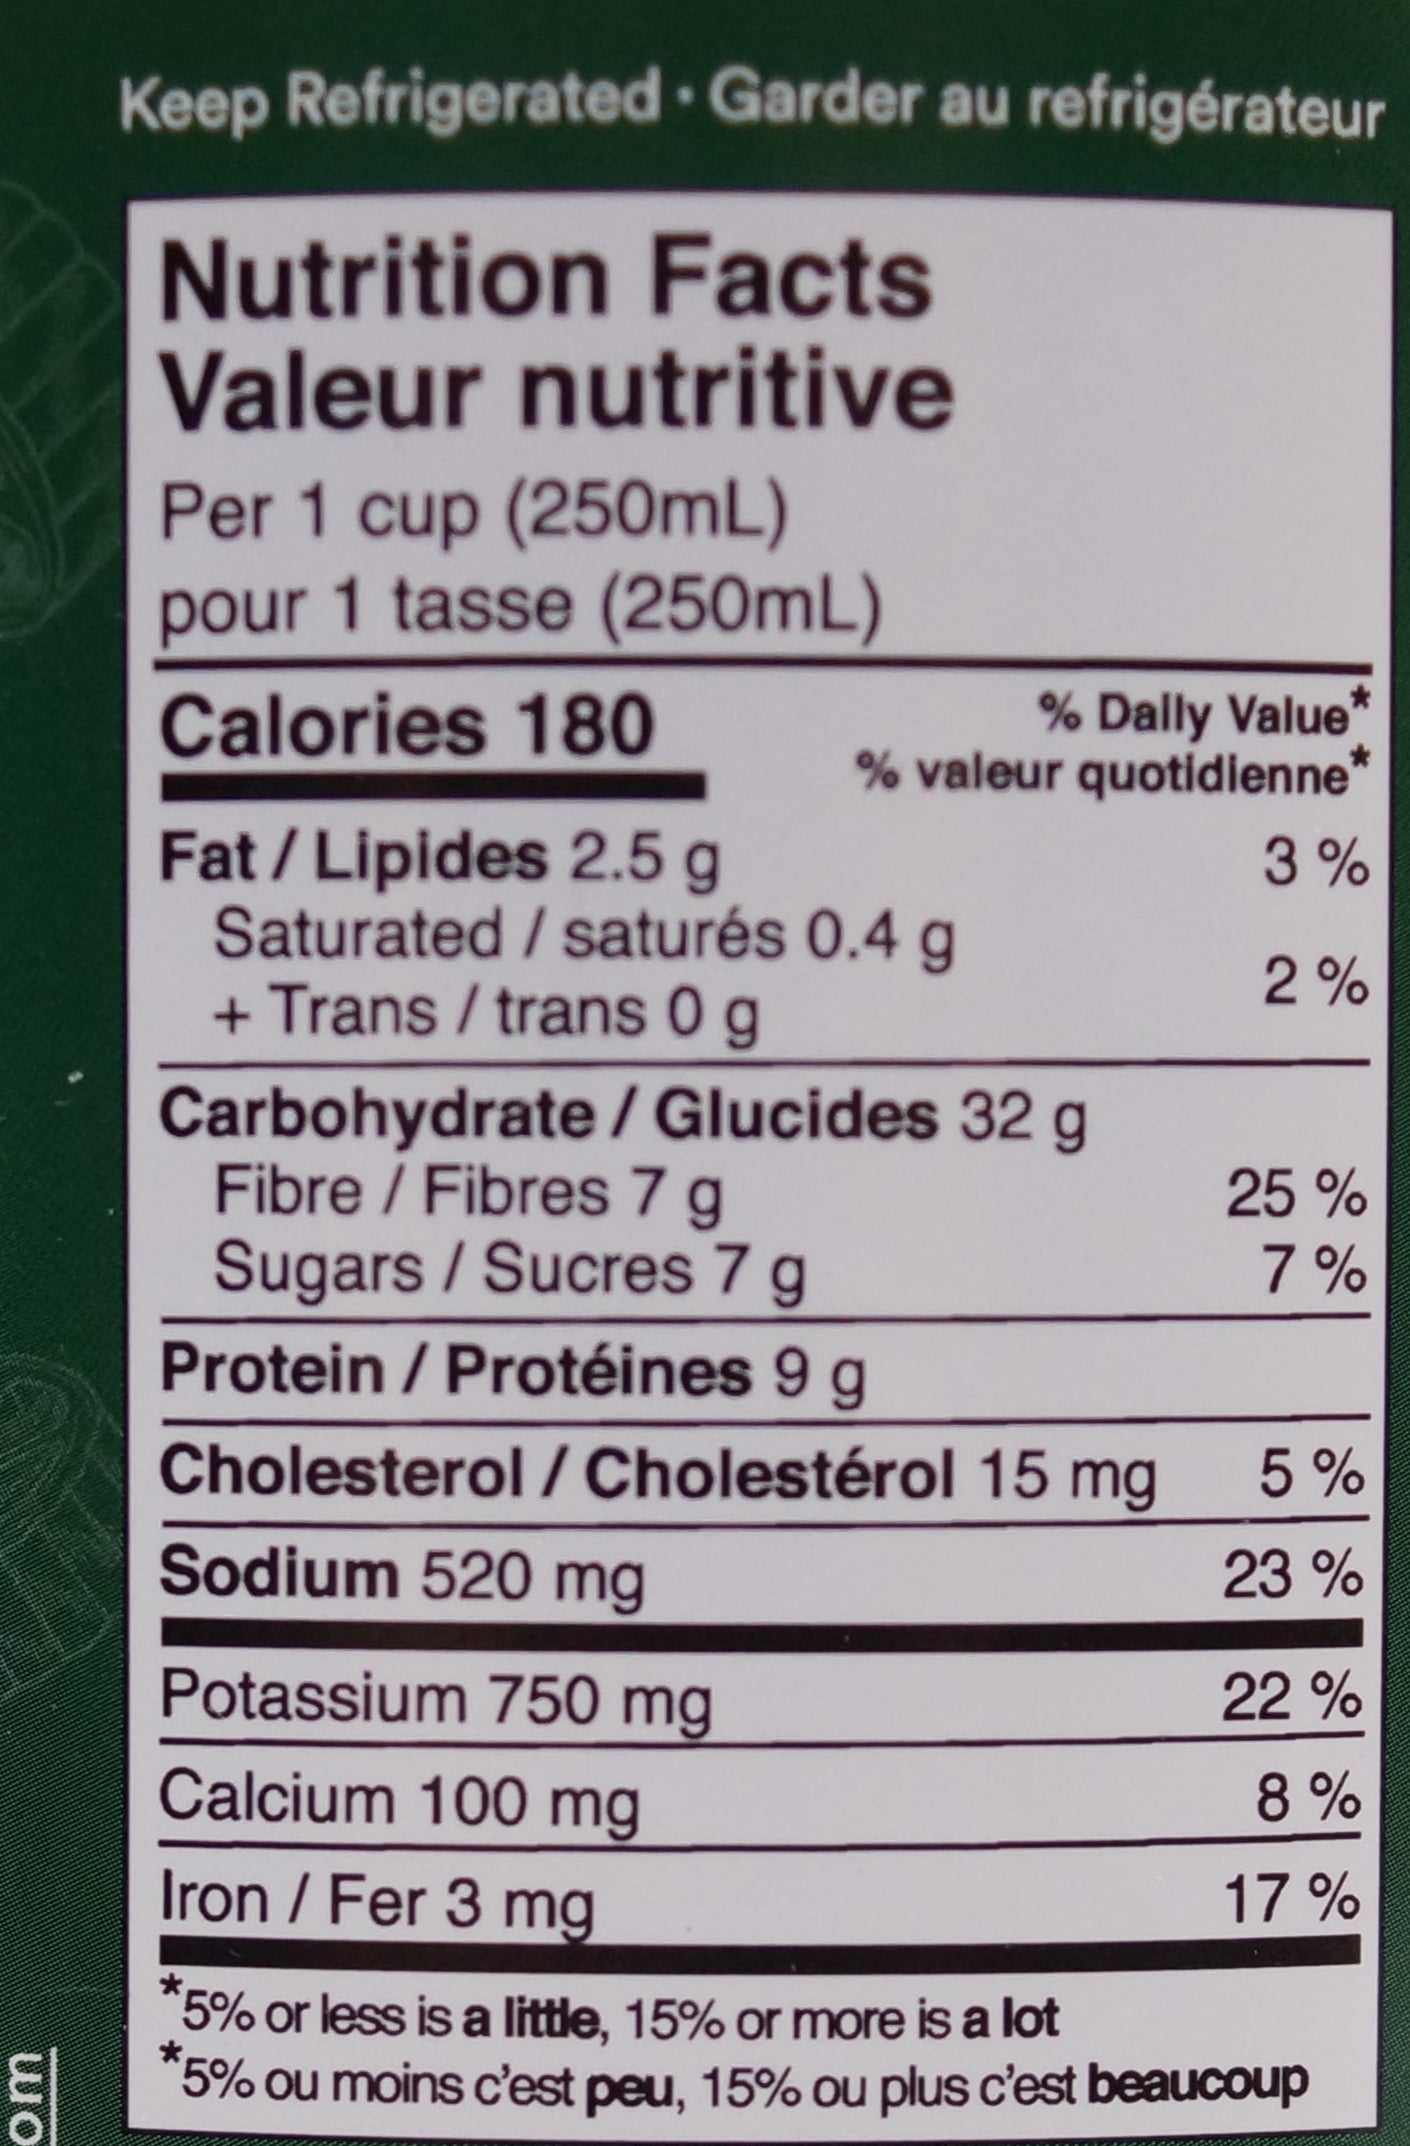 Keep Refrigerated • Garder au refrigérateur
Nutrition Facts
Valeur nutritive
Per 1 cup (250mL)
pour 1 tasse (250mL)
Calories 180
% Daily Value*
% valeur quotidienne*
Fat / Lipides 2.5 g 3 %
Saturated / saturés 0.4 g
+ Trans / trans 0 g 2 %
Carbohydrate / Glucides 32 g
Fibre / Fibres 7 g 25 %
Sugars / Sucres 7 g 7 %
Protein / Protéines 9 g
Cholesterol / Cholestérol 15 mg 5 %
Sodium 520 mg 23 %
Potassium 750 mg 22 %
Calcium 100 mg 8 %
Iron / Fer 3 mg 17 %
*5% or less is a little, 15% or more is a lot
*5% ou moins c'est peu, 15% ou plus c'est beaucoup
om